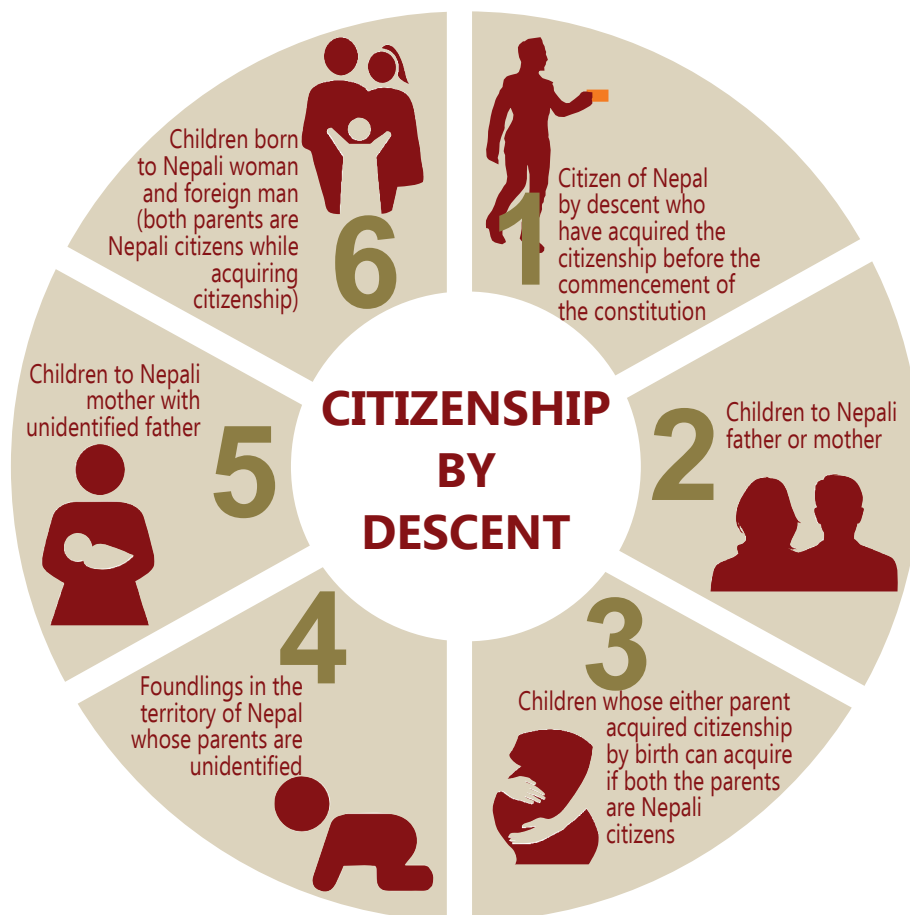 CITIZENSHIP
BY
DESCENT
1
Citizen of Nepal
by descent who
have acquired the
citizenship before the
commencement of
the constitution
2
Children to Nepali
father or mother
3
Children whose either parent
acquired citizenship
by birth can acquire
if both the parents
are Nepali
citizens
4
Foundlings in the
territory of Nepal
whose parents are
unidentified
5
Children to Nepali
mother with
unidentified father
6
Children born
to Nepali woman
and foreign man
(both parents are
Nepali citizens while
acquiring
citizenship)